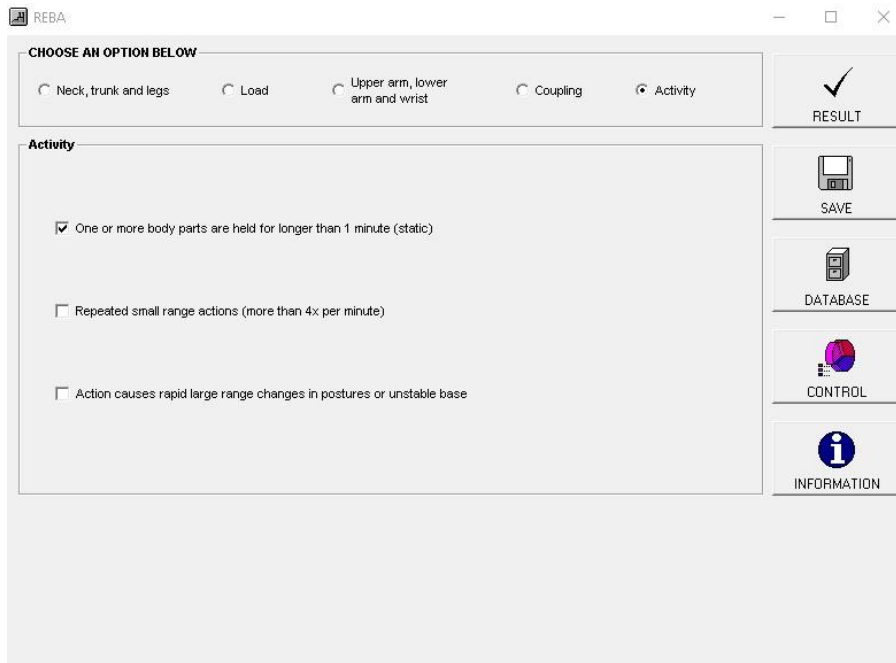 REBA
CHOOSE AN OPTION BELOW
Neck, trunk and legs
Load
Upper arm, lower
arm and wrist
Coupling
Activity
RESULT
Activity
SAVE
One or more body parts are held for longer than 1 minute (static)
DATABASE
Repeated small range actions (more than 4x per minute)
Action causes rapid large range changes in postures or unstable base
CONTROL
INFORMATION